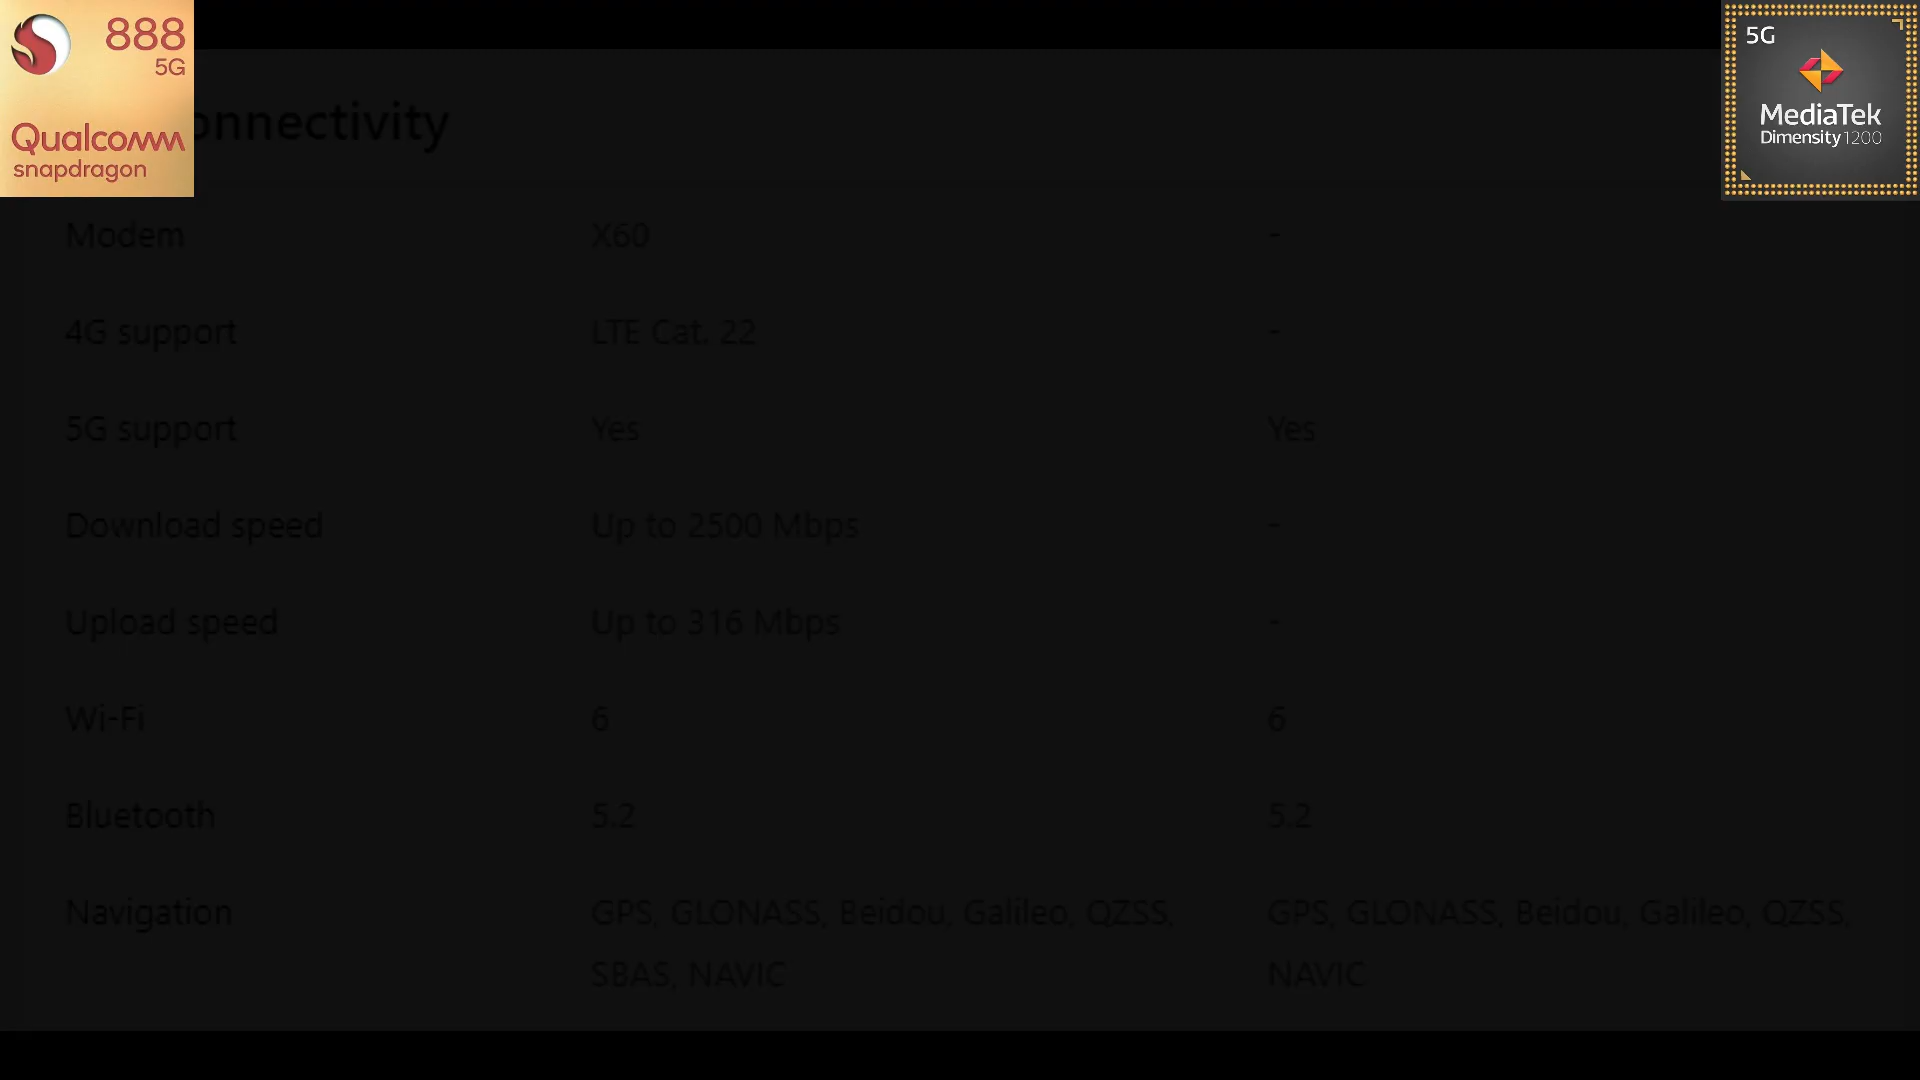 888
5G
Qualcomm
snapdragon
5G
MediaTek
Dimensity 1200
onnectivity
Modem X60 -
4G support LTE Cat. 22 -
5G support Yes Yes
Download speed Up to 2500 Mbps -
Upload speed Up to 316 Mbps -
Wi-Fi 6 6
Bluetooth 5.2 5.2
Navigation GPS, GLONASS, Beidou, Galileo, QZSS, GPS, GLONASS, Beidou, Galileo, QZSS,
SBAS, NAVIC NAVIC